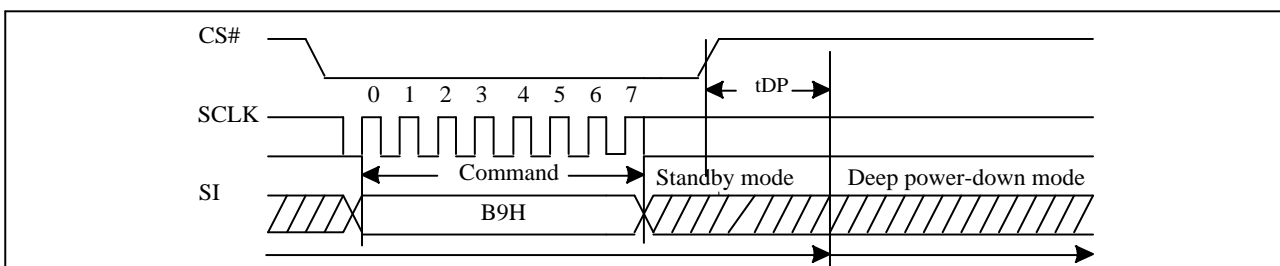 CS#
tDP
0 1 2 3 4 5 6 7
SCLK
Command
Standby mode Deep power-down mode
SI
B9H